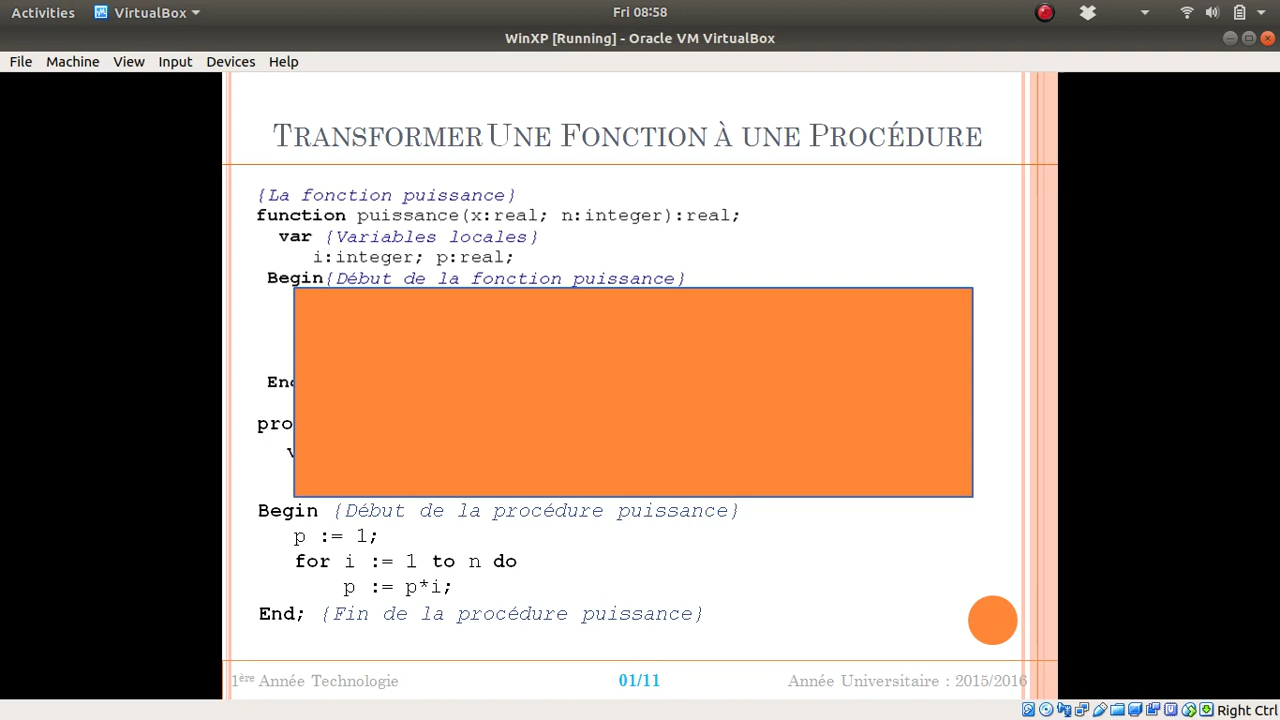 Activities VirtualBox Fri 08:58
WinXP [Running] - Oracle VM VirtualBox
File Machine View Input Devices Help
TRANSFORMER UNE FONCTION À UNE PROCÉDURE
{La fonction puissance}
function puissance(x:real; n:integer):real;
var {Variables locales}
i:integer; p:real;
Begin{Début de la fonction puissance}
Begin {Début de la procédure puissance}
p := 1;
for i := 1 to n do
p := p*i;
End; {Fin de la procédure puissance}
1ère Année Technologie 01/11 Année Universitaire : 2015/2016
Right Ctrl